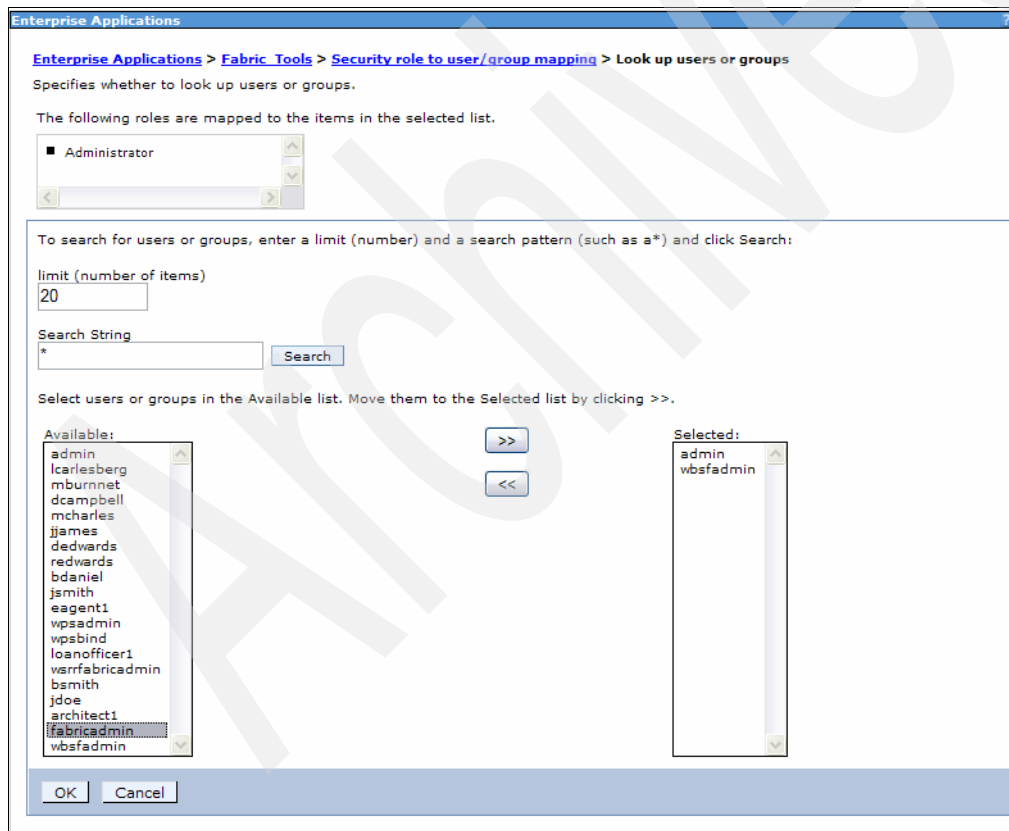 Enterprise Applications ?
Enterprise Applications > Fabric_Tools > Security role to user/group mapping > Look up users or groups
Specifies whether to look up users or groups.
The following roles are mapped to the items in the selected list.
Administrator
To search for users or groups, enter a limit (number) and a search pattern (such as a*) and click Search:
limit (number of items)
20
Search String
*
Search
Select users or groups in the Available list. Move them to the Selected list by clicking >>.
Available:
admin
lcarlesberg
mburnnet
dcampbell
mcharles
jjames
dedwards
redwards
bdaniel
jsmith
eagent1
wpsadmin
wpsbind
loanofficer1
wsrrfabricadmin
bsmith
jdoe
architect1
fabricadmin
wbsfadmin
>>
<<
Selected:
admin
wbsfadmin
OK Cancel
Archive